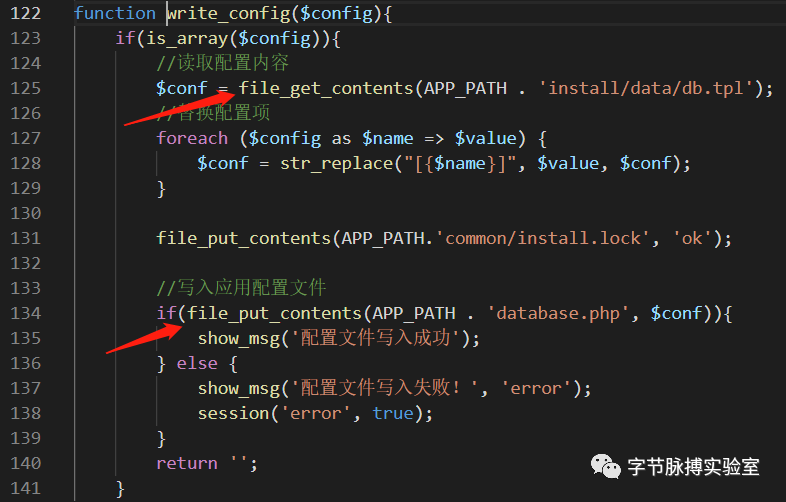 122 function write_config($config){
123 if(is_array($config)){
124 //读取配置内容
125 $conf = file_get_contents(APP_PATH . 'install/data/db.tpl');
126 //替换配置项
127 foreach ($config as $name => $value) {
128 $conf = str_replace("[{$name}]", $value, $conf);
129 }
130
131 file_put_contents(APP_PATH.'common/install.lock', 'ok');
132
133 //写入应用配置文件
134 if(file_put_contents(APP_PATH . 'database.php', $conf)){
135 show_msg('配置文件写入成功');
136 } else {
137 show_msg('配置文件写入失败！', 'error');
138 session('error', true);
139 }
140 return '';
141 }
字节脉搏实验室